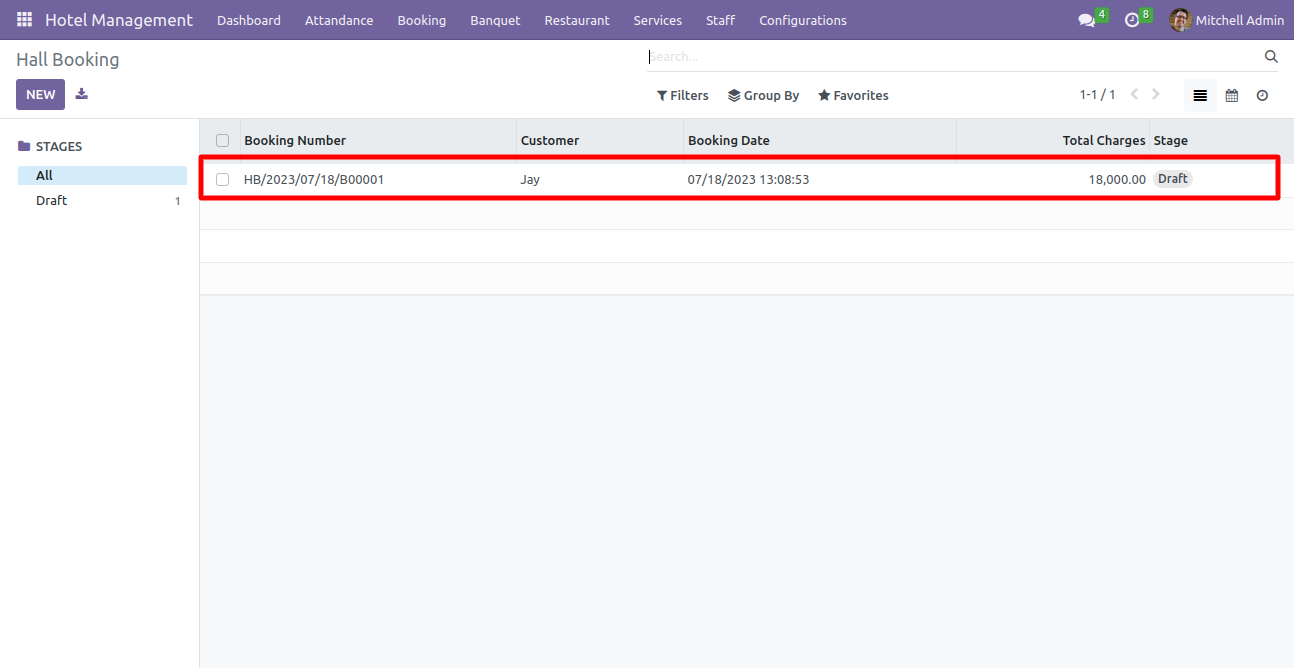 Hotel Management Dashboard Attendance Booking Banquet Restaurant Services Staff Configurations 4 8 Mitchell Admin
Hall Booking
Search...
NEW
Filters Group By Favorites 1-1 / 1
STAGES
All
Draft 1
Booking Number Customer Booking Date Total Charges Stage
HB/2023/07/18/B00001 Jay 07/18/2023 13:08:53 18,000.00 Draft